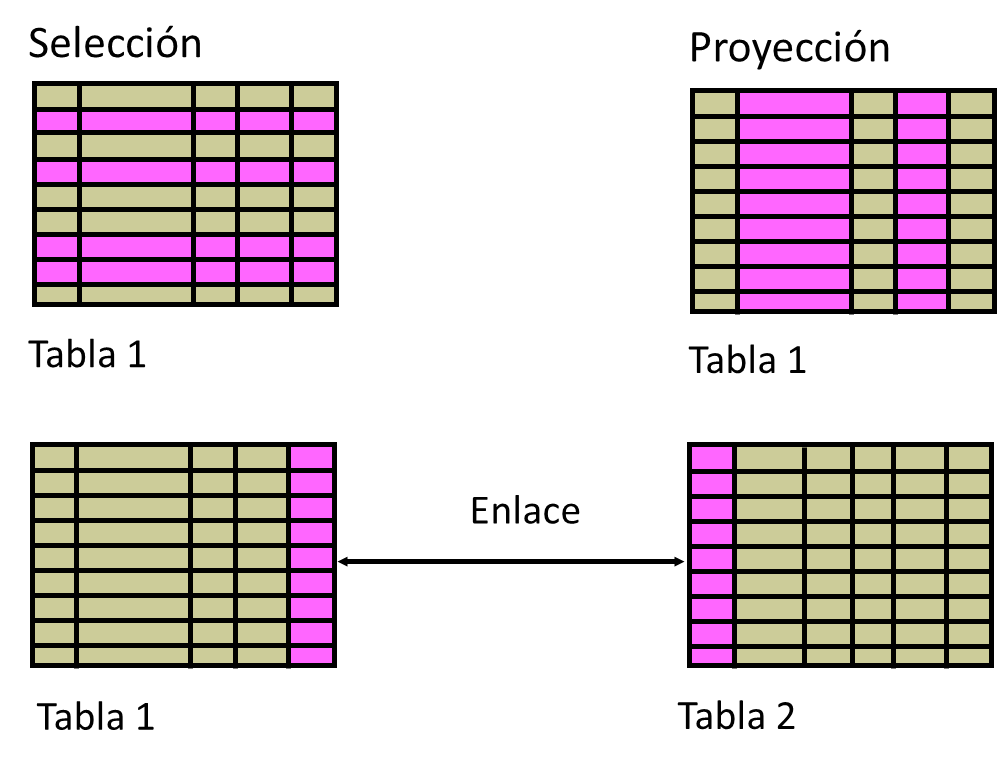 Selección
Proyección
Tabla 1
Tabla 1
Enlace
Tabla 1
Tabla 2